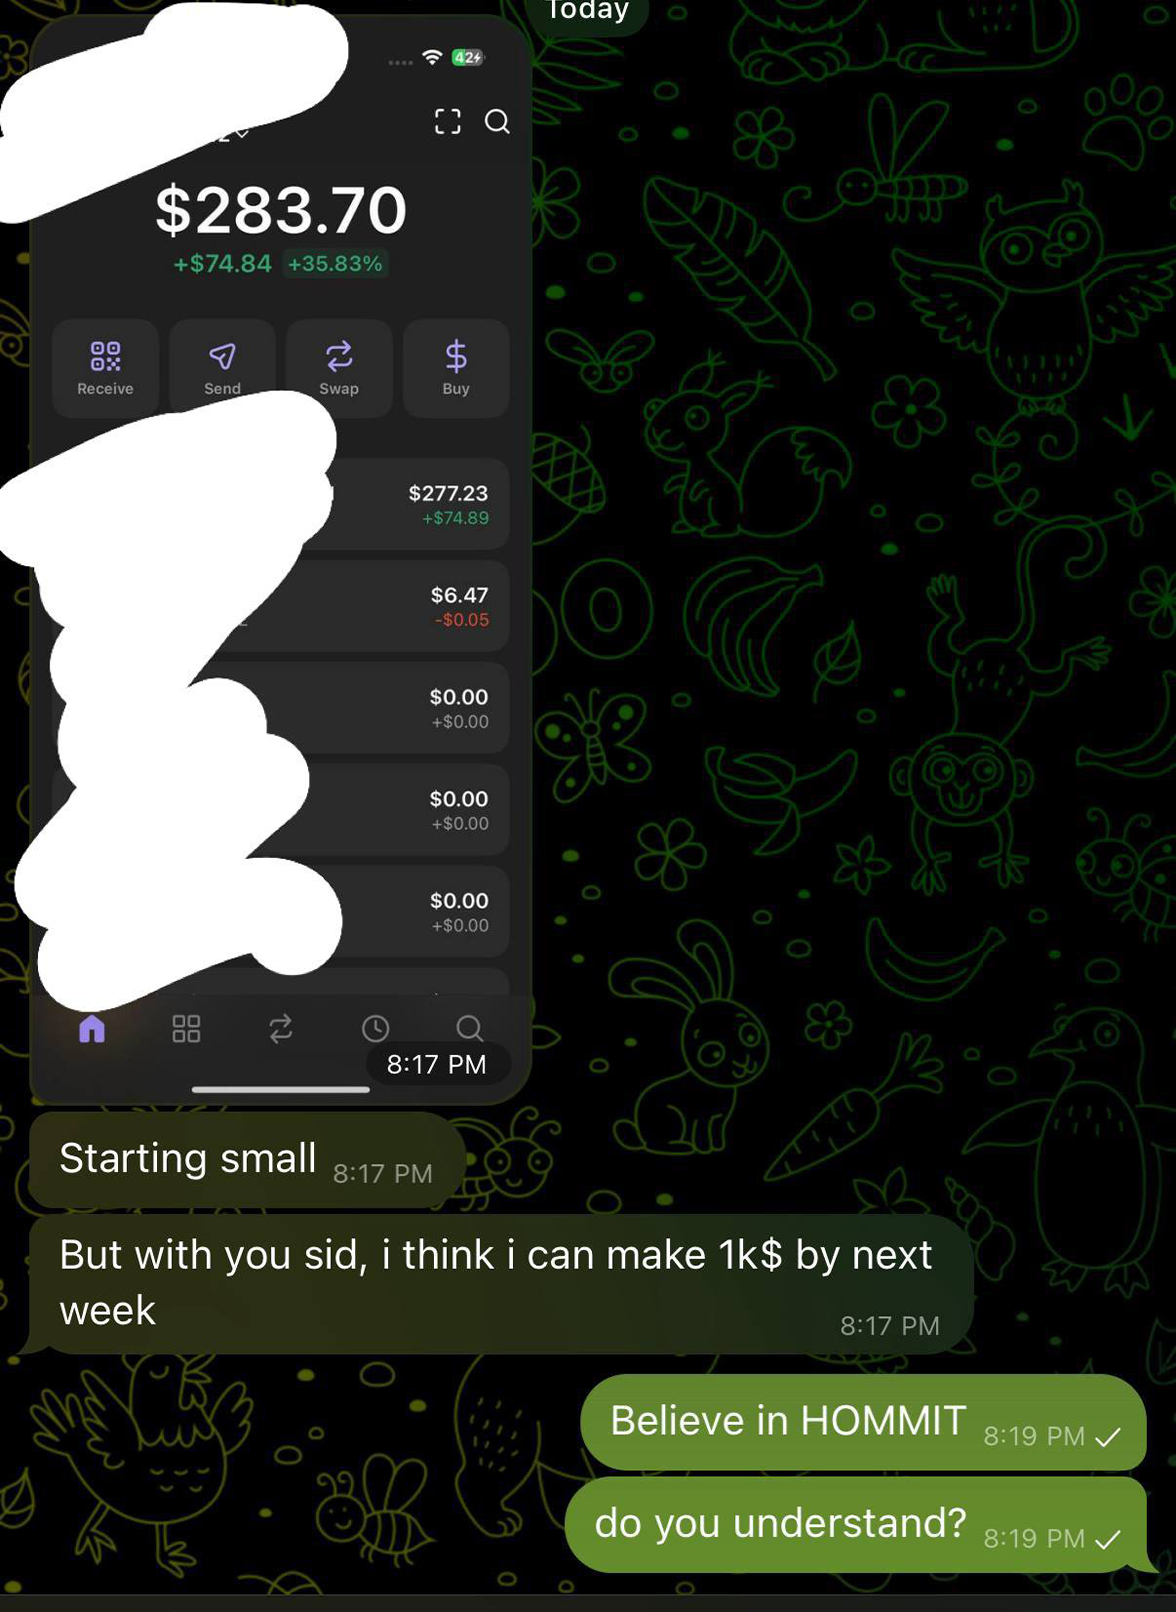 Today
42
$283.70
+$74.84 +35.83%
Receive
Send
Swap
Buy
$277.23
+$74.89
$6.47
-$0.05
$0.00
+$0.00
$0.00
+$0.00
$0.00
+$0.00
8:17 PM
Starting small 8:17 PM
But with you sid, i think i can make 1k$ by next
week
8:17 PM
Believe in HOMMIT 8:19 PM
do you understand? 8:19 PM